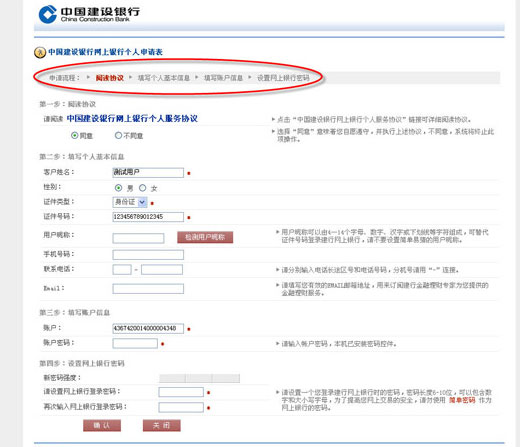 中国建设银行
China Construction Bank
中国建设银行网上银行个人申请表
申请流程： 阅读协议 填写个人基本信息 填写账户信息 设置网上银行密码
第一步：阅读协议
请阅读 中国建设银行网上银行个人服务协议
点击“中国建设银行网上银行个人服务协议”链接可详细阅读协议。
同意 不同意
选择“同意”意味着您自愿遵守，并执行上述协议，不同意，系统将终止此
项操作。
第二步：填写个人基本信息
客户姓名： 测试用户 *
性别： 男 女
证件类型： 身份证 *
证件号码： 123456789012345 *
用户昵称： 检测用户昵称
用户昵称可以由4—14个字母、数字、汉字或下划线等字符组成，可替代
证件号码登录建行网上银行，请不要设置简单易猜的用户昵称。
手机号码：
联系电话： -
请分别输入电话长途区号和电话号码，分机号请用“-”连接。
Email： *
请填写您有效的EMAIL邮箱地址，用来订阅建行金融理财专家为您提供的
金融理财服务。
第三步：填写账户信息
账户： 4367420014000004348 *
账户密码： *
请输入账户密码，本机已安装密码控件。
第四步：设置网上银行密码
新密码强度：
请设置网上银行登录密码： *
再次输入网上银行登录密码： *
请设置一个您登录建行网上银行时的密码，密码长度6-10位，可以包含数
字和大小写字母，为了提高您网上交易的安全，请勿使用 简单密码 作为
网上银行的密码。
确 认 关 闭